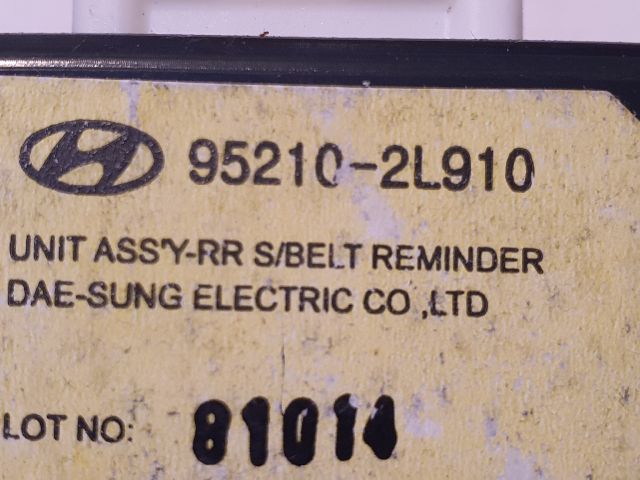 95210-2L910
UNIT ASS'Y-RR S/BELT REMINDER
DAE-SUNG ELECTRIC CO ,LTD
LOT NO: 81014